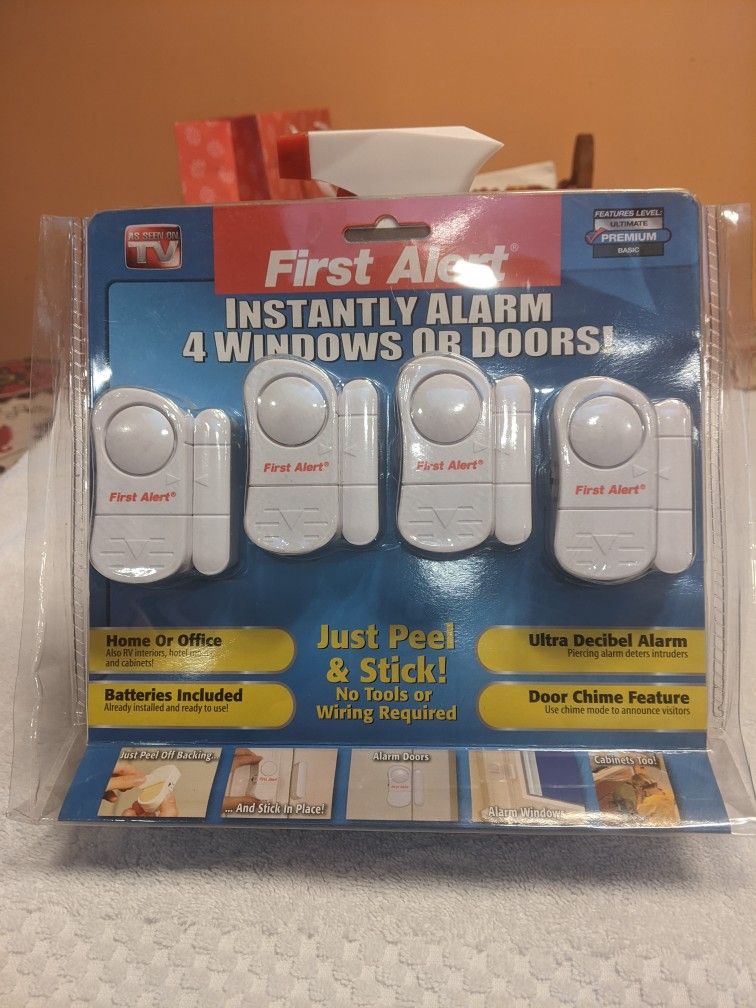 AS SEEN ON
TV
First Alert®
FEATURES LEVEL:
ULTIMATE
PREMIUM
BASIC
INSTANTLY ALARM
4 WINDOWS OR DOORS!
First Alert®
First Alert®
First Alert®
First Alert®
Home Or Office
Also RV interiors, hotel
and cabinets!
Batteries Included
Already installed and ready to use!
Just Peel
& Stick!
No Tools or
Wiring Required
Ultra Decibel Alarm
Piercing alarm deters intruders
Door Chime Feature
Use chime mode to announce visitors
Just Peel Off Backing...
... And Stick In Place!
Alarm Doors
Alarm Windows
Cabinets Too!